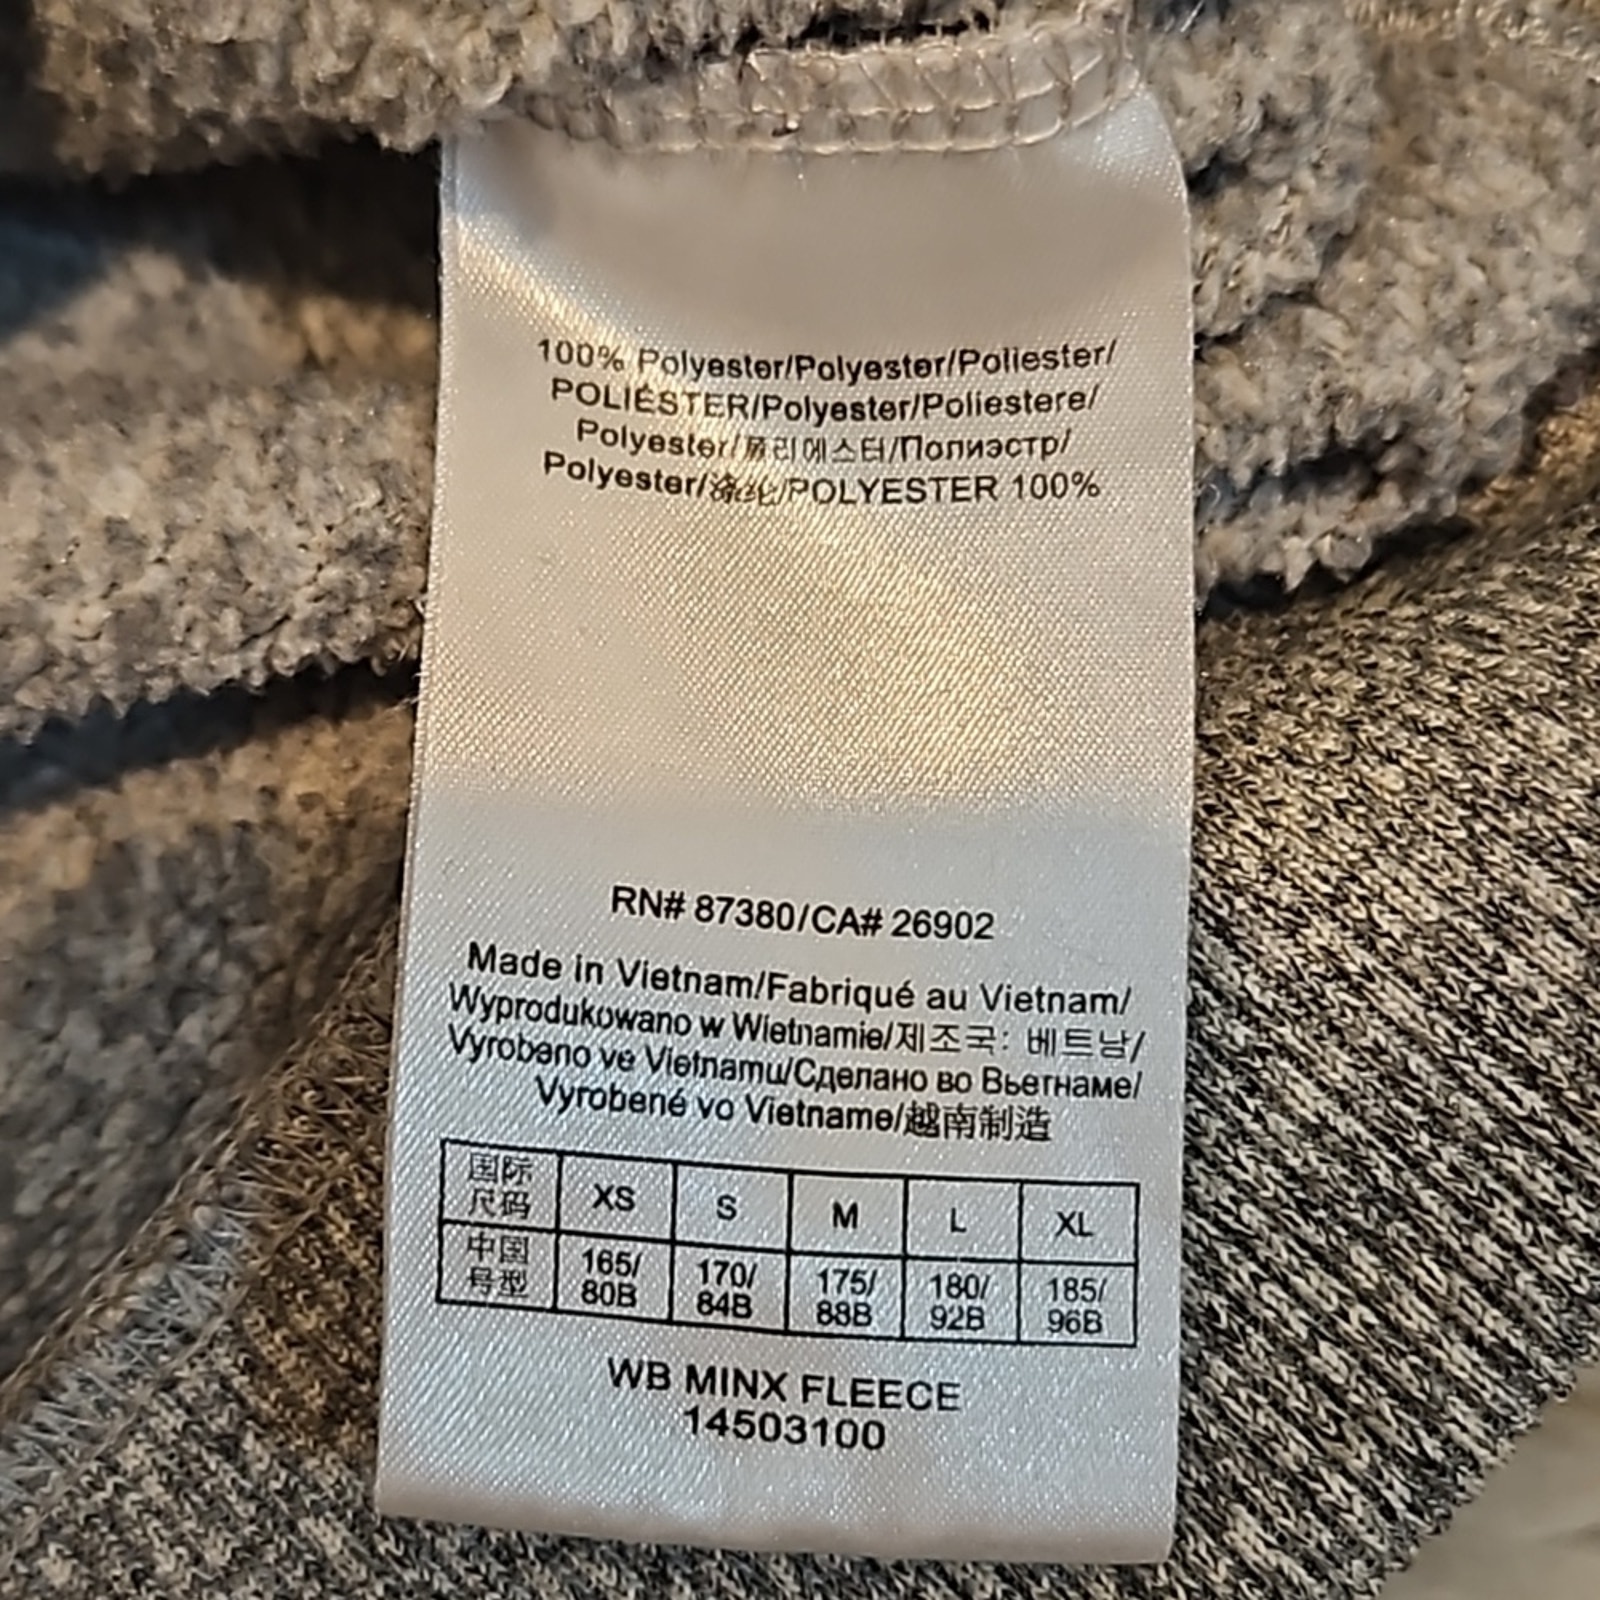 100% Polyester/Polyester/Poliester/
POLIÉSTER/Polyester/Poliestere/
Polyester/폴리에스터/Полиэстр/
Polyester/涤纶/POLYESTER 100%
RN# 87380/CA# 26902
Made in Vietnam/Fabriqué au Vietnam/
Wyprodukowano w Wietnamie/제조국: 베트남/
Vyrobeno ve Vietnamu/Сделано во Вьетнаме/
Vyrobené vo Vietname/越南制造
国际尺码 XS S M L XL
中国号型 165/80B 170/84B 175/88B 180/92B 185/96B
WB MINX FLEECE
14503100